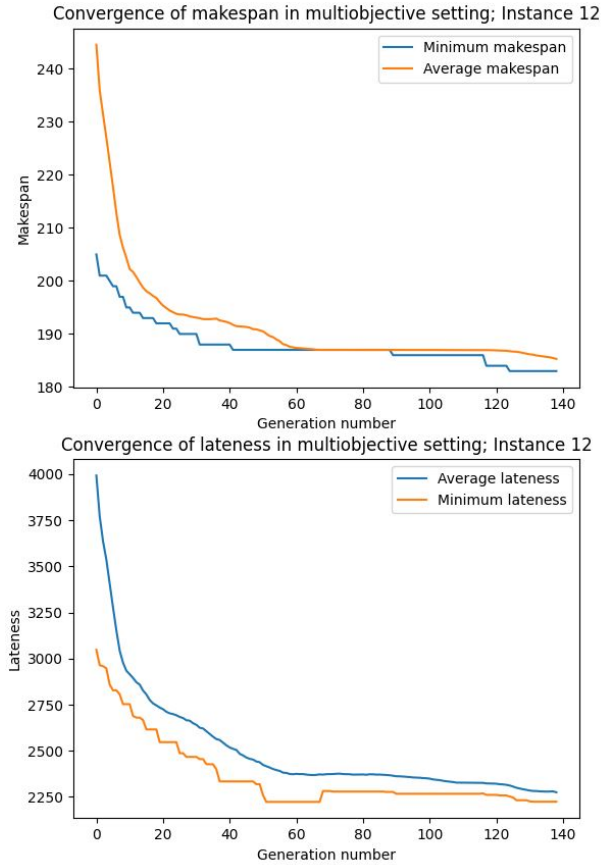 Convergence of makespan in multiobjective setting; Instance 12
Minimum makespan
Average makespan
240
230
220
210
200
190
180
Makespan
0 20 40 60 80 100 120 140
Generation number
Convergence of lateness in multiobjective setting; Instance 12
Average lateness
Minimum lateness
4000
3750
3500
3250
3000
2750
2500
2250
Lateness
0 20 40 60 80 100 120 140
Generation number